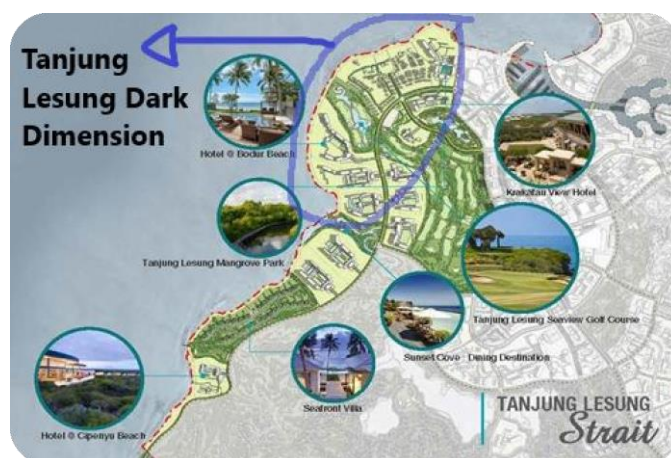 Tanjung
Lesung Dark
Dimension
Hotel @ Bodur Beach
Krakatau View Hotel
Tanjung Lesung Mangrove Park
Tanjung Lesung Seaview Golf Course
Sunset Cove : Dining Destination
Seafront Villa
Hotel @ Cipenyu Beach
TANJUNG LESUNG
Strait